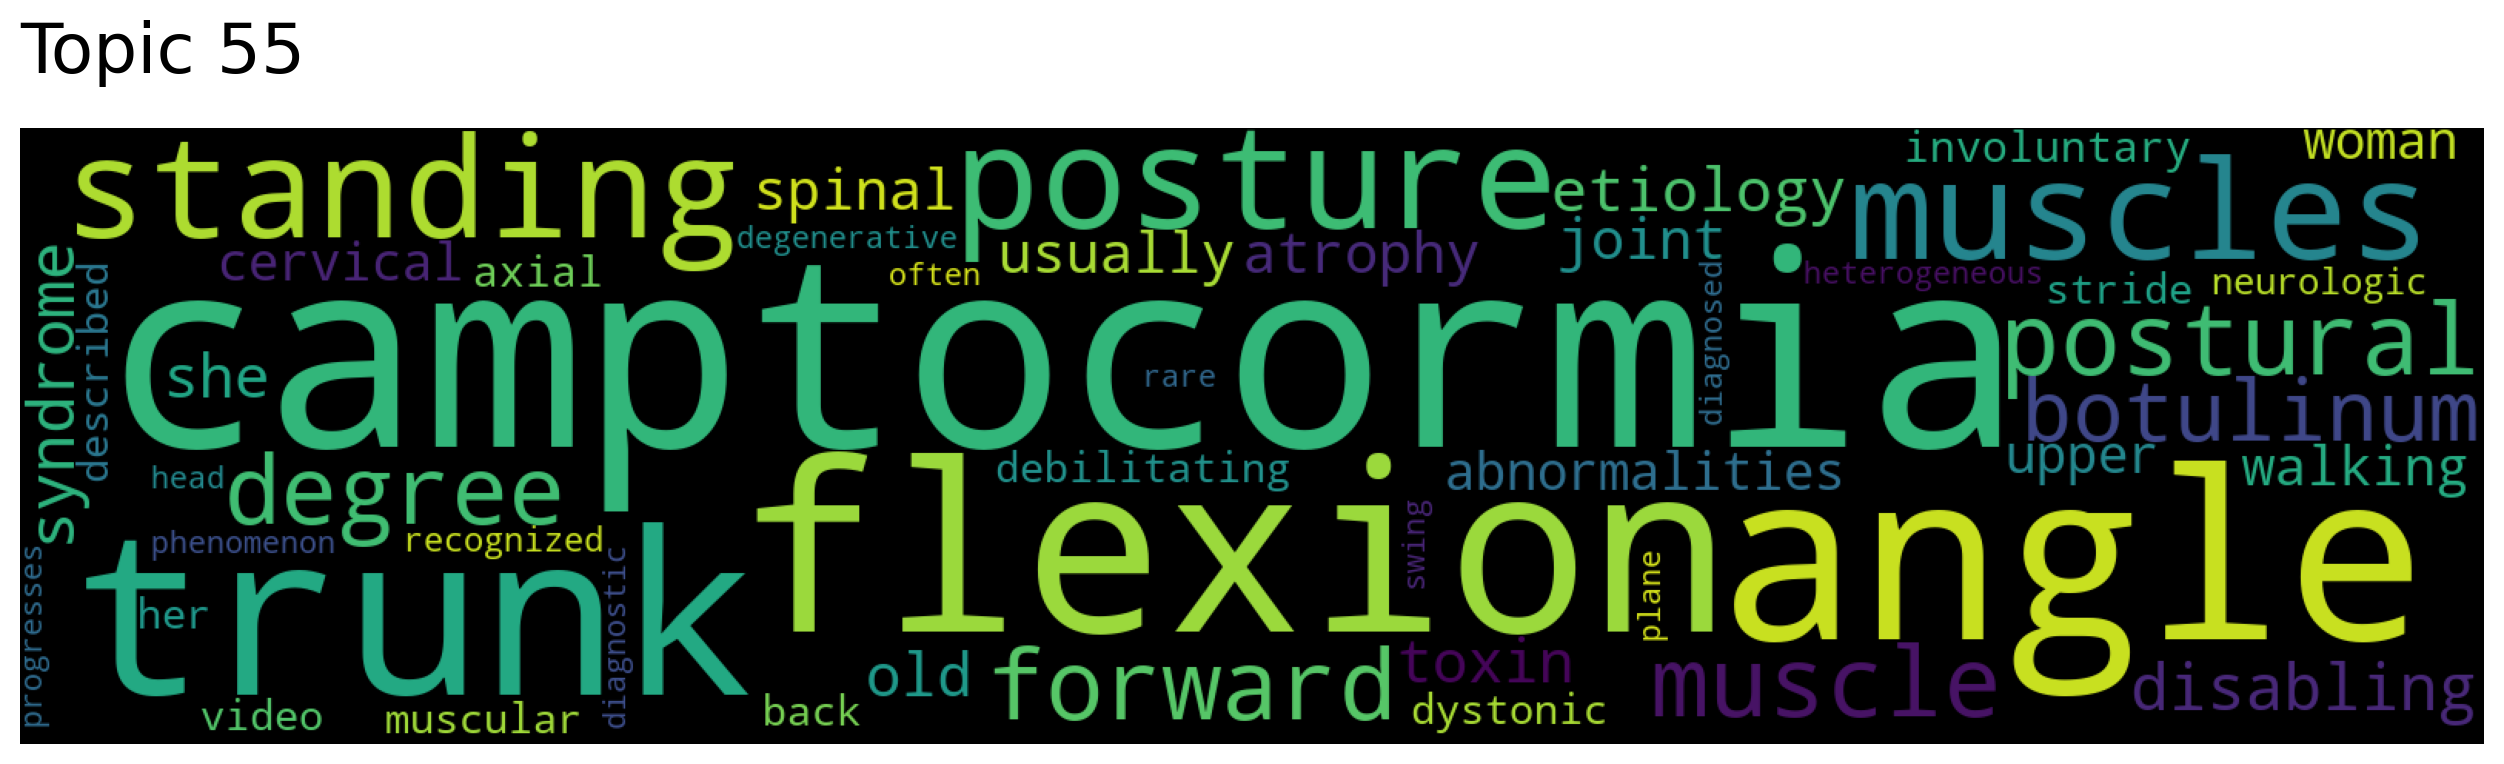 Topic 55
standing
posture
involuntary
woman
spinal
etiology
muscles
degenerative
usually
atrophy
joint
cervical
axial
often
heterogeneous
stride
neurologic
syndrome
described
camptocormia
she
rare
diagnosed
postural
botulinum
head
degree
debilitating
abnormalities
upper
walking
phenomenon
recognized
flexion
angle
swing
plane
progresses
her
trunk
diagnostic
old
forward
toxin
muscle
disabling
video
muscular
back
dystonic